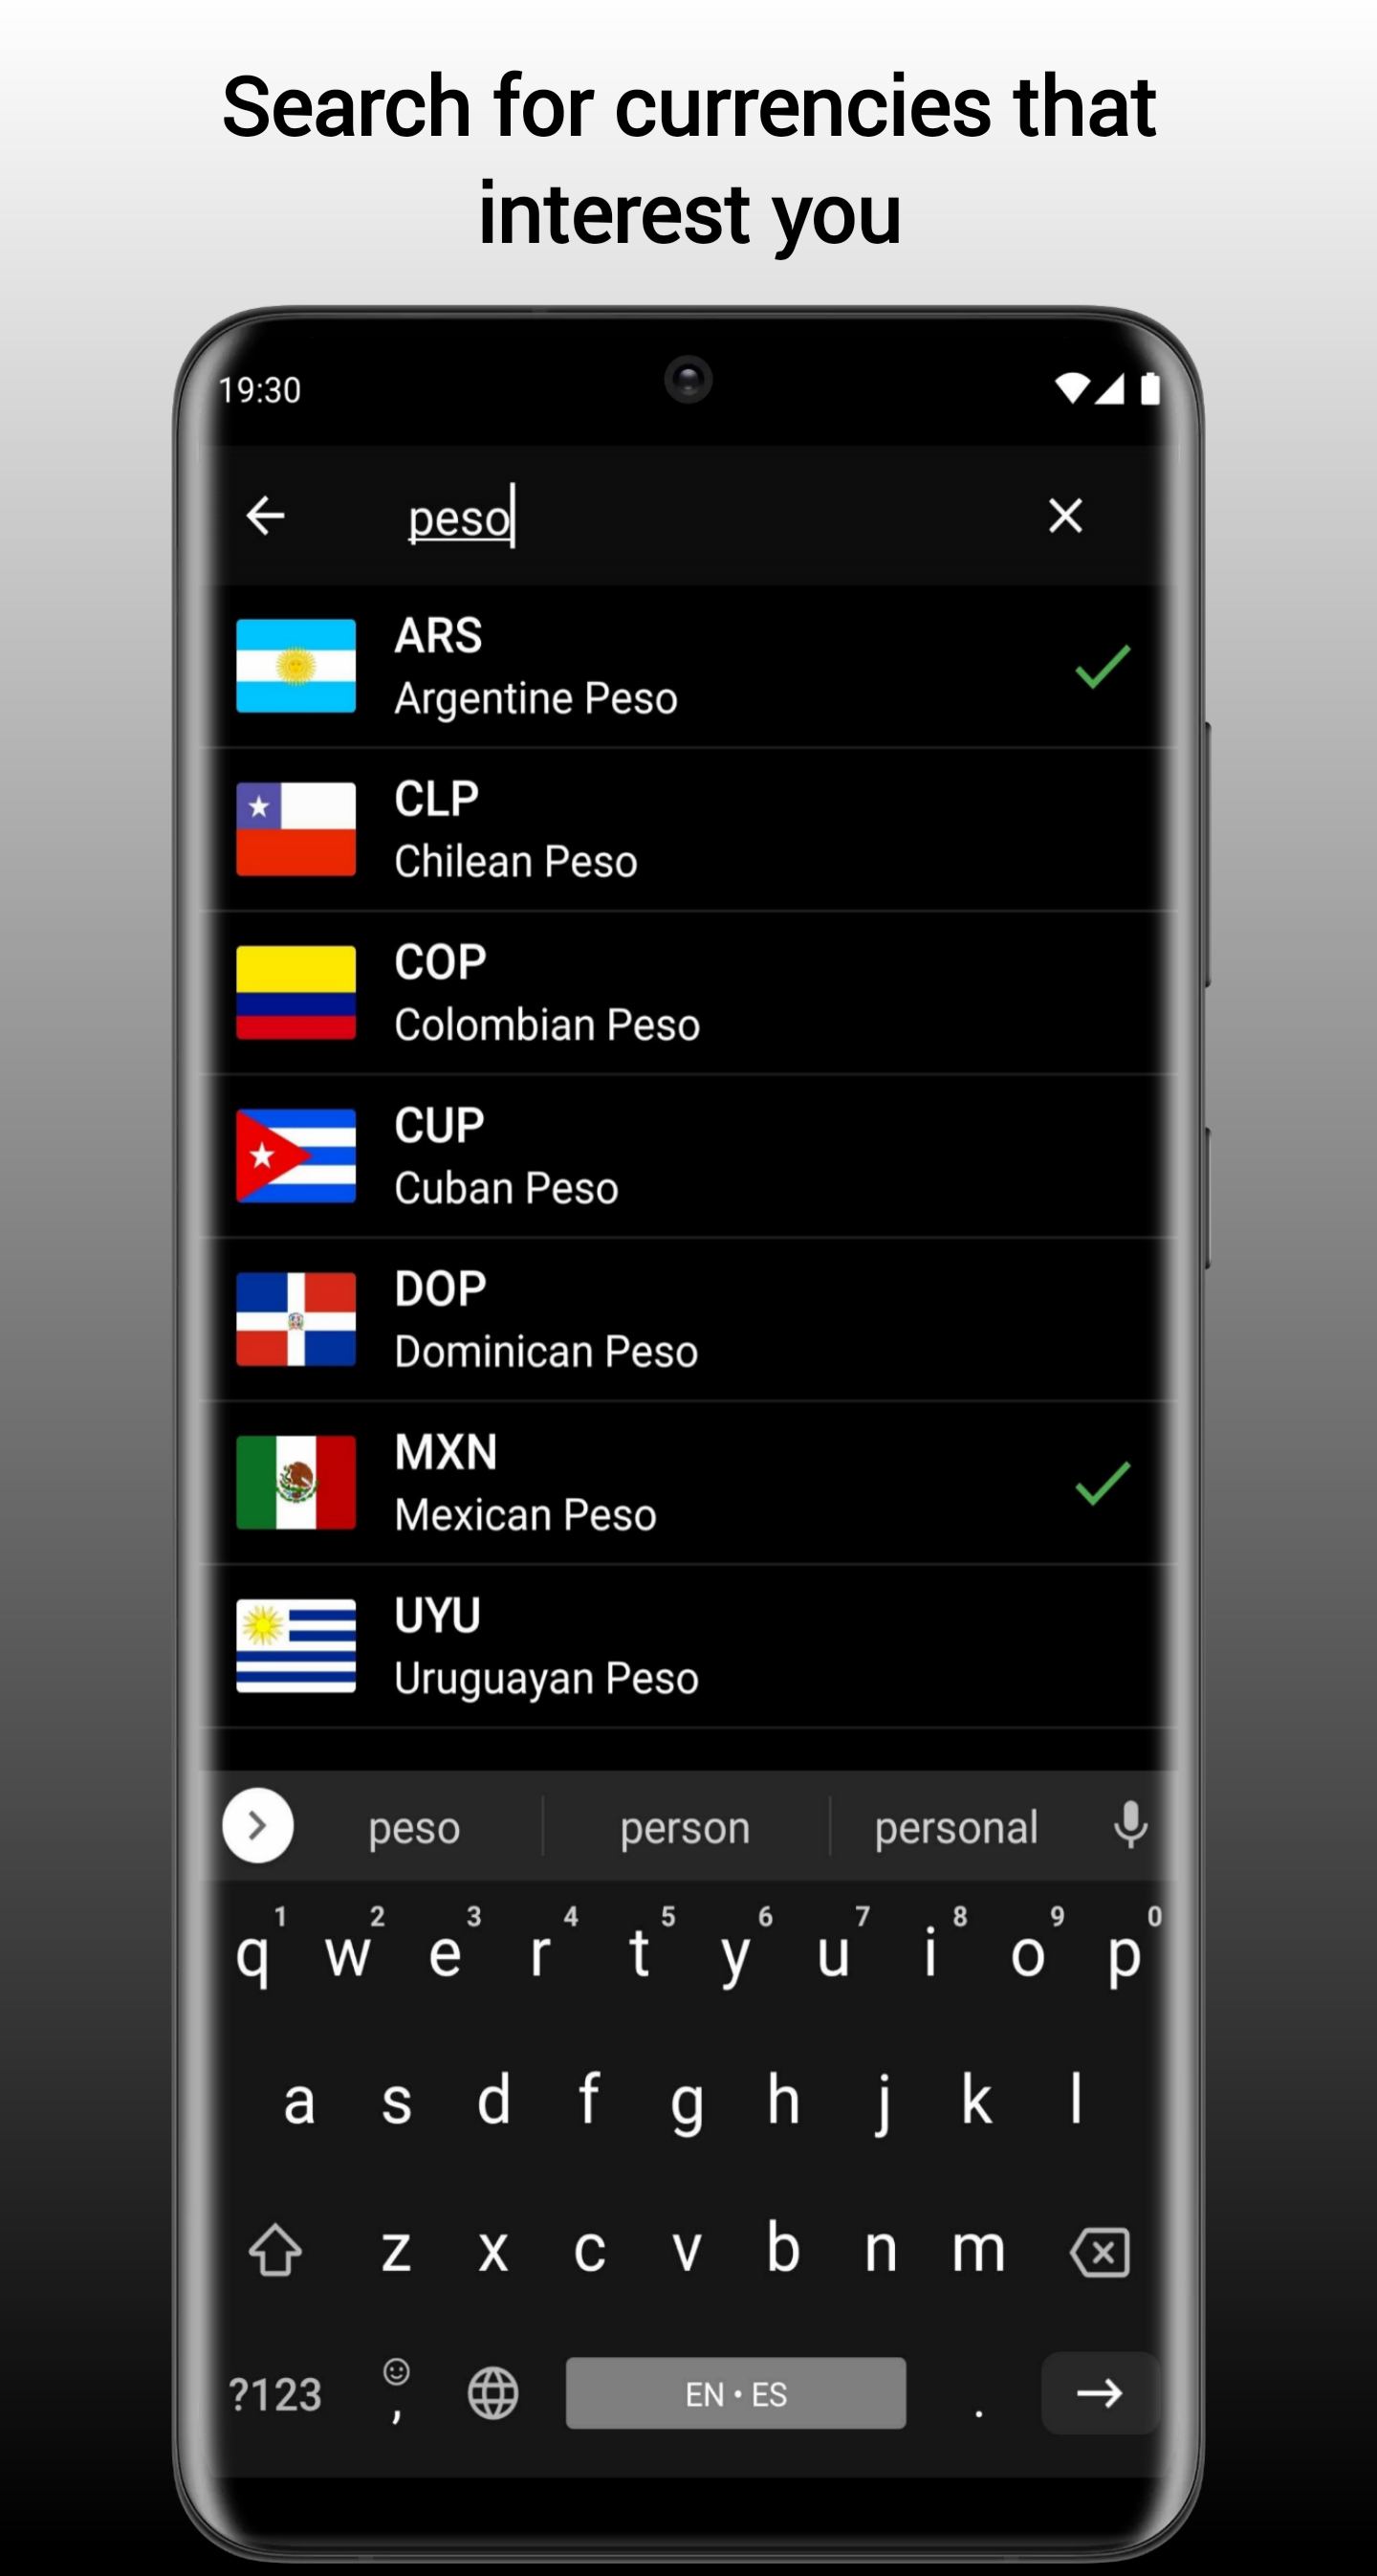 Search for currencies that
interest you
19:30
peso
ARS
Argentine Peso
CLP
Chilean Peso
COP
Colombian Peso
CUP
Cuban Peso
DOP
Dominican Peso
MXN
Mexican Peso
UYU
Uruguayan Peso
peso person personal
1 2 3 4 5 6 7 8 9 0
q w e r t y u i o p
a s d f g h j k l
z x c v b n m
?123 , EN • ES .